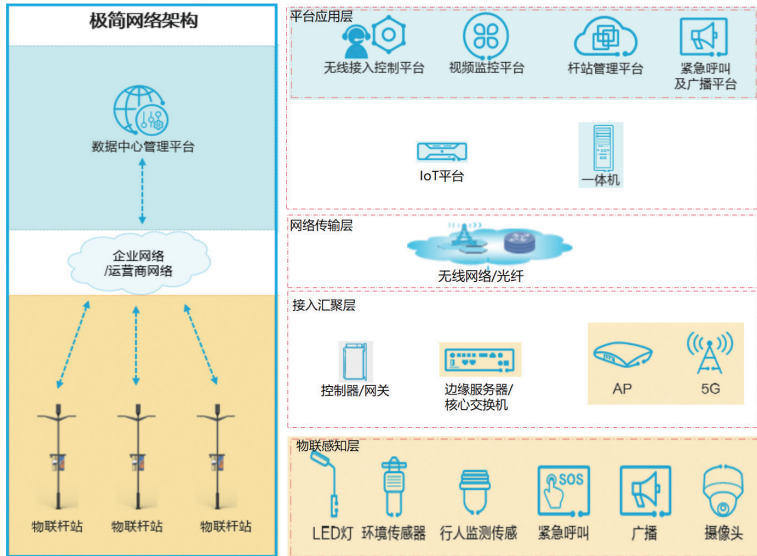 极简网络架构
数据中心管理平台
企业网络
/运营商网络
物联杆站
物联杆站
物联杆站
平台应用层
无线接入控制平台
视频监控平台
杆站管理平台
紧急呼叫
及广播平台
IoT平台
一体机
网络传输层
无线网络/光纤
接入汇聚层
控制器/网关
边缘服务器/
核心交换机
AP
5G
物联感知层
SOS
LED灯
环境传感器
行人监测传感
紧急呼叫
广播
摄像头